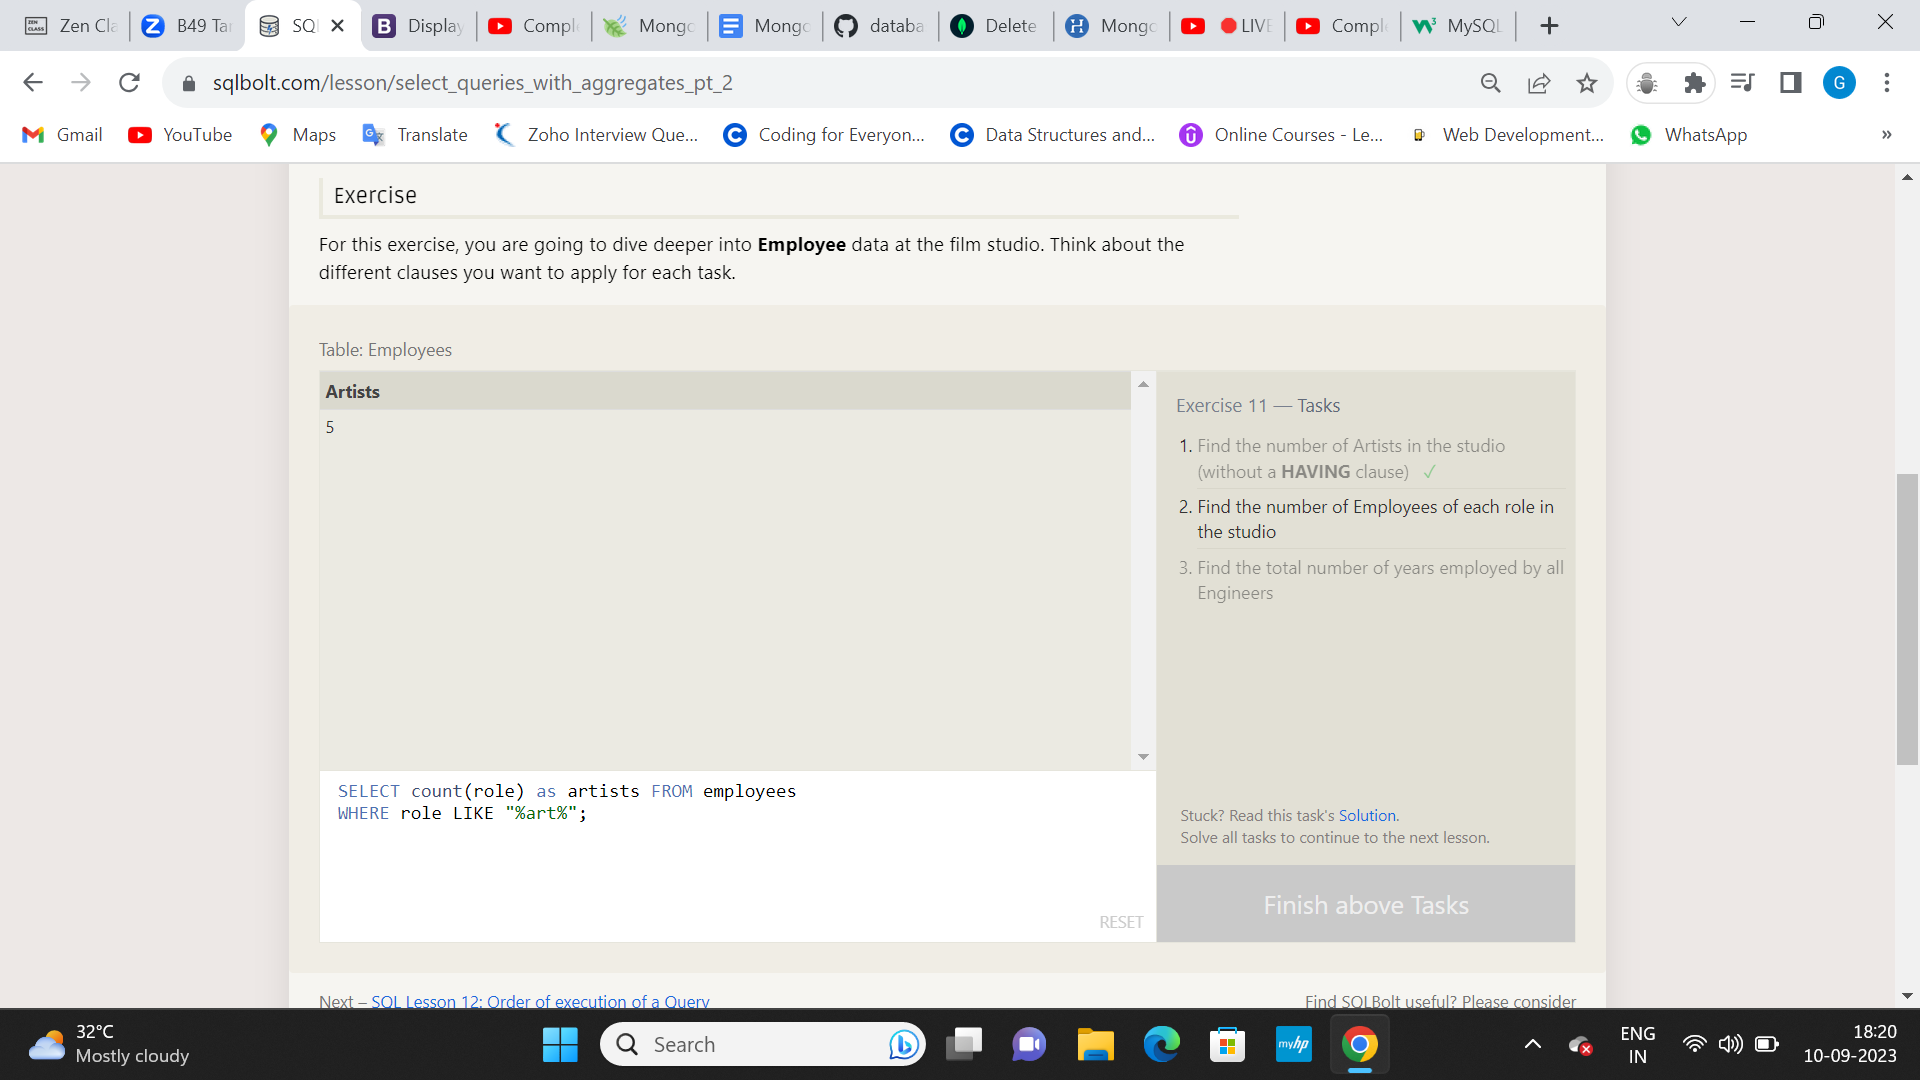 Zen Cla
B49 Tar
SQL
Display
Compl
Mongo
Mongo
databa
Delete
Mongo
LIVE
Compl
MySQL
sqlbolt.com/lesson/select_queries_with_aggregates_pt_2
G
Gmail
YouTube
Maps
Translate
Zoho Interview Que...
Coding for Everyon...
Data Structures and...
Online Courses - Le...
Web Development...
WhatsApp
»
Exercise
For this exercise, you are going to dive deeper into Employee data at the film studio. Think about the
different clauses you want to apply for each task.
Table: Employees
Artists
5
Exercise 11 — Tasks
1. Find the number of Artists in the studio
(without a HAVING clause) ✓
2. Find the number of Employees of each role in
the studio
3. Find the total number of years employed by all
Engineers
SELECT count(role) as artists FROM employees
WHERE role LIKE "%art%";
RESET
Stuck? Read this task's Solution.
Solve all tasks to continue to the next lesson.
Finish above Tasks
Next – SQL Lesson 12: Order of execution of a Query
Find SQLBolt useful? Please consider
32°C
Mostly cloudy
Search
myhp
ENG
IN
18:20
10-09-2023